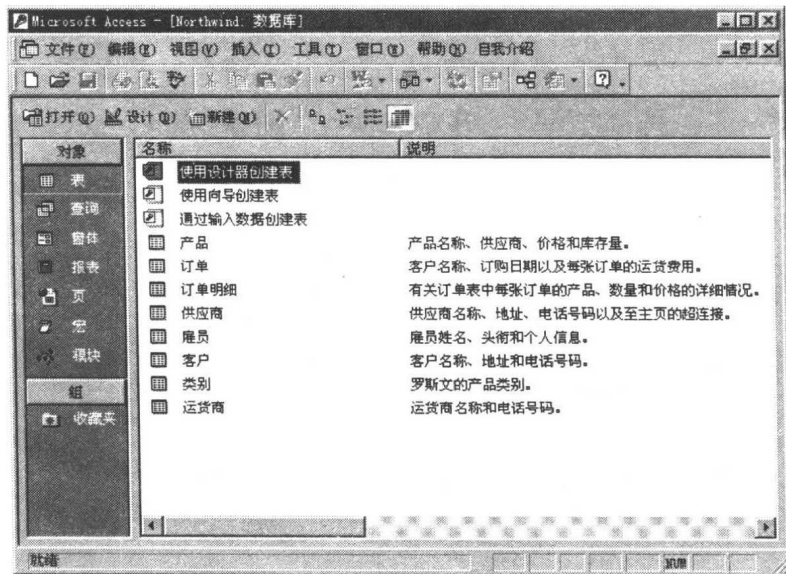 Microsoft Access - [Northwind: 数据库]
文件(F) 编辑(E) 视图(V) 插入(I) 工具(T) 窗口(W) 帮助(H) 自我介绍
打开(O) 设计(D) 新建(N)
对象 名称 说明
表 使用设计器创建表
使用向导创建表
查询 通过输入数据创建表
窗体 产品 产品名称、供应商、价格和库存量。
报表 订单 客户名称、订购日期以及每张订单的运货费用。
页 订单明细 有关订单表中每张订单的产品、数量和价格的详细情况。
供应商 供应商名称、地址、电话号码以及至主页的超连接。
宏 雇员 雇员姓名、头衔和个人信息。
模块 客户 客户名称、地址和电话号码。
组 类别 罗斯文的产品类别。
收藏夹 运货商 运货商名称和电话号码。
就绪 NUM